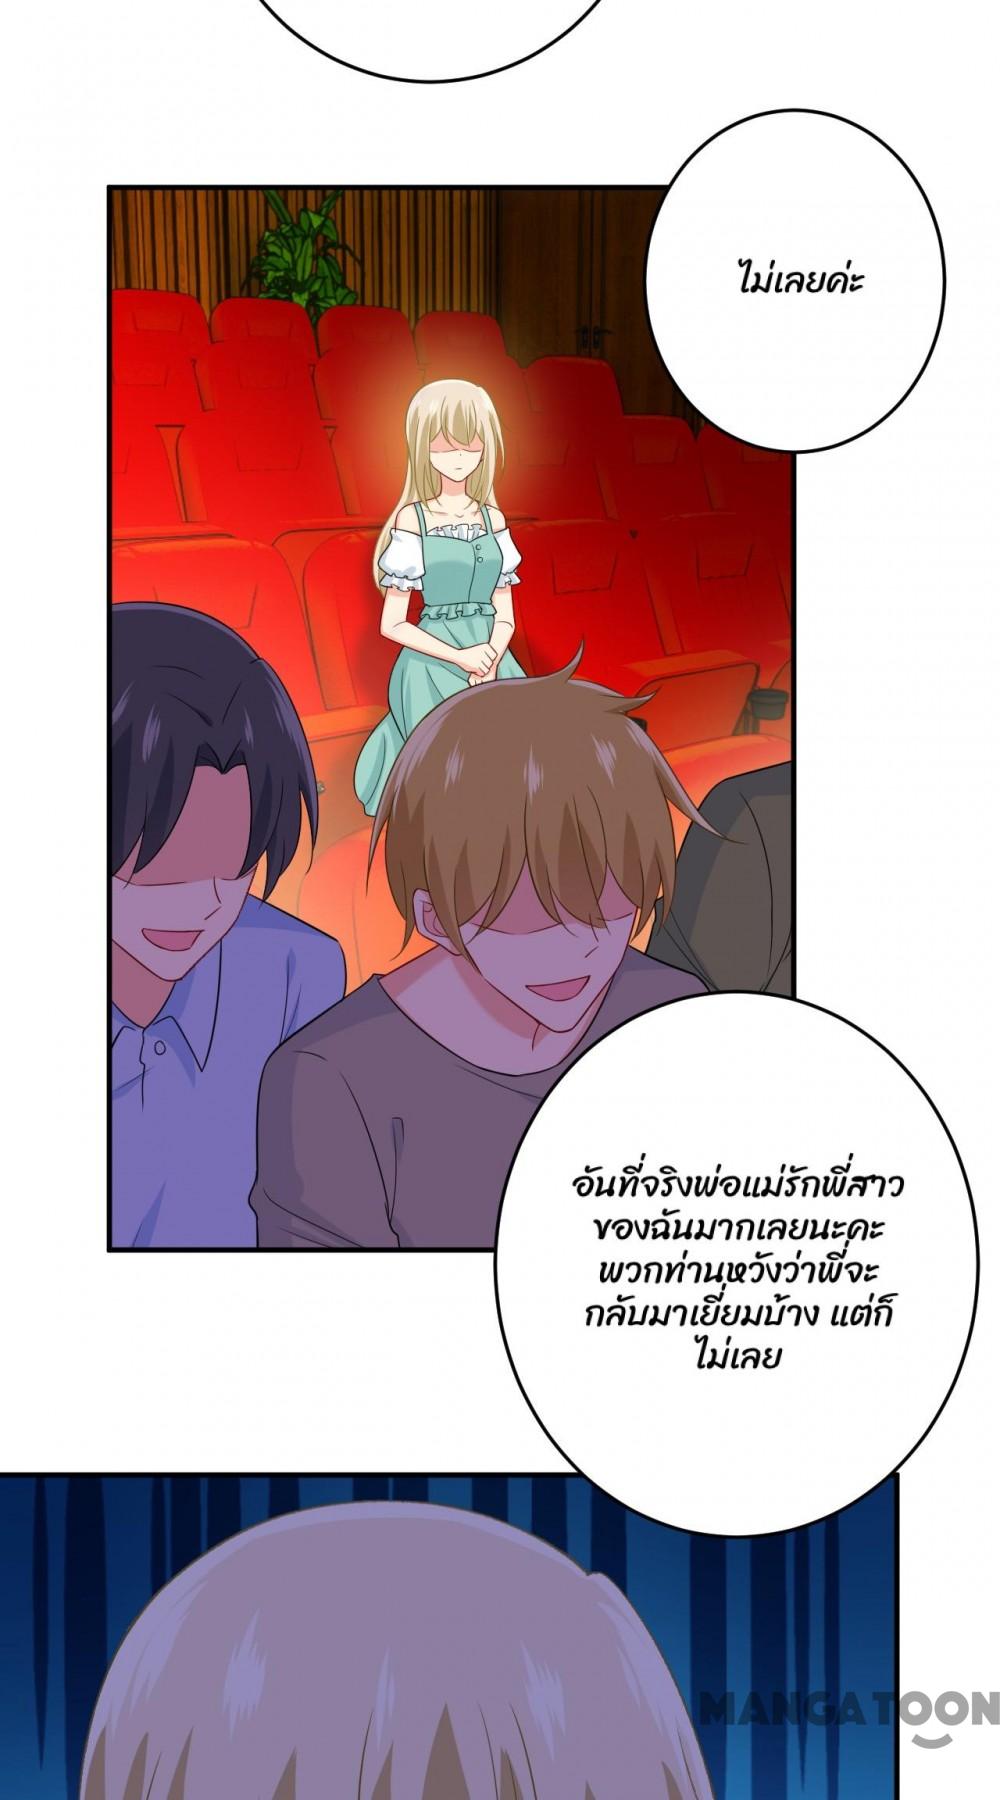 ไม่เลยค่ะ
อันที่จริงพ่อแม่รักพี่สาว
ของฉันมากเลยนะคะ
พวกท่านหวังว่าพี่จะ
กลับมาเยี่ยมบ้าง แต่ก็
ไม่เลย
MANGATOON